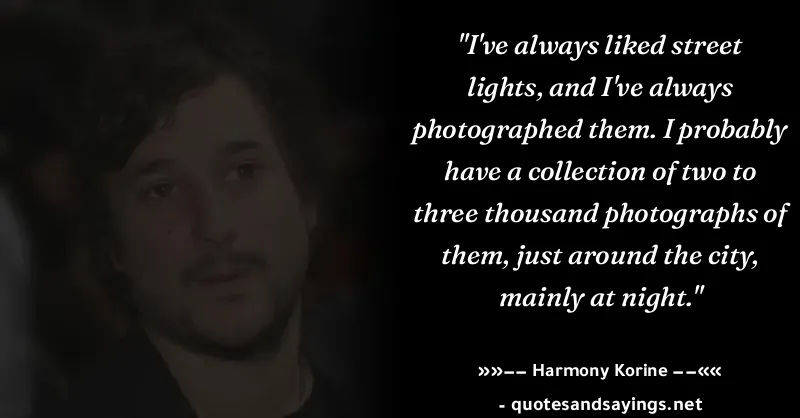 "I've always liked street
lights, and I've always
photographed them. I probably
have a collection of two to
three thousand photographs of
them, just around the city,
mainly at night."
»»−− Harmony Korine −−««
- quotesandsayings.net